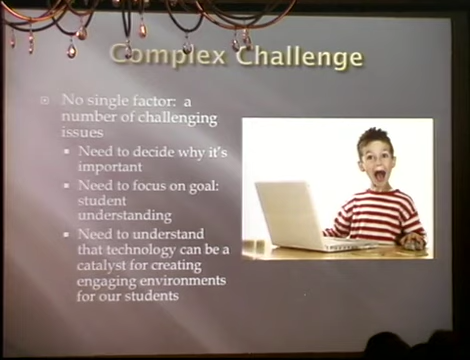 Complex Challenge
No single factor: a
number of challenging
issues
Need to decide why it's
important
Need to focus on goal:
student
understanding
Need to understand
that technology can be a
catalyst for creating
engaging environments
for our students